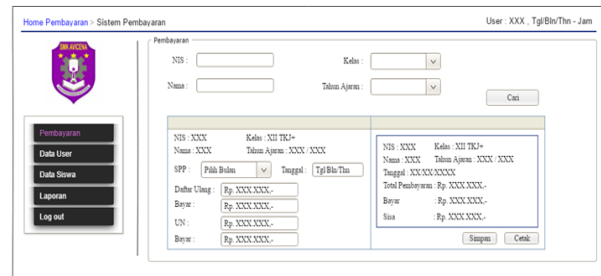 Home Pembayaran > Sistem Pembayaran
User : XXX , Tgl/Bln/Thn - Jam
SMK AVICENA
Pembayaran
Data User
Data Siswa
Laporan
Log out
Pembayaran
NIS :
Kelas :
Nama :
Tahun Ajaran :
Cari
NIS : XXX Kelas : XII TKJ+
Nama : XXX Tahun Ajaran : XXX / XXX
SPP : Pilih Bulan Tanggal : Tgl/Bln/Thn
Daftar Ulang : Rp. XXX.XXX,-
Bayar : Rp. XXX.XXX,-
UN : Rp. XXX.XXX,-
Bayar : Rp. XXX.XXX,-
NIS : XXX Kelas : XII TKJ+
Nama : XXX Tahun Ajaran : XXX / XXX
Tanggal : XX/XX/XXXX
Total Pembayaran : Rp. XXX.XXX,-
Bayar : Rp. XXX.XXX,-
Sisa : Rp. XXX.XXX,-
Simpan Cetak